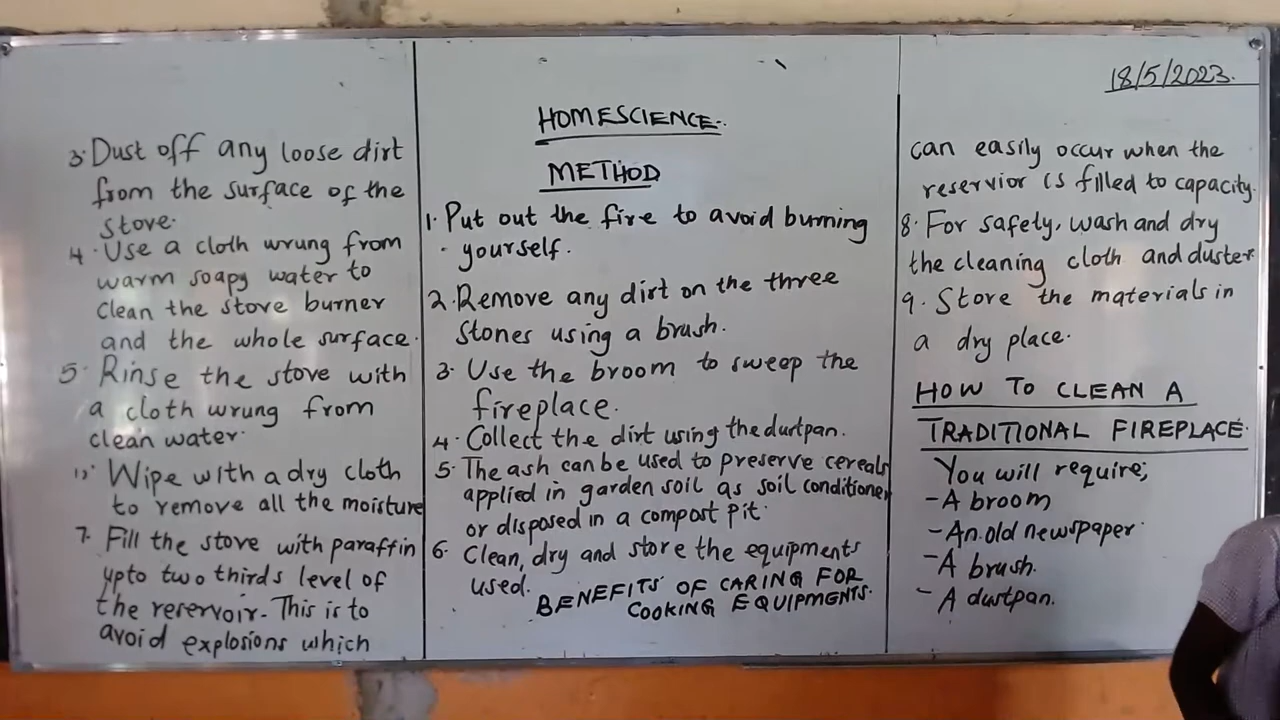 18/5/2023.
3. Dust off any loose dirt
from the surface of the
stove.
4. Use a cloth wrung from
warm soapy water to
clean the stove burner
and the whole surface.
5. Rinse the stove with
a cloth wrung from
clean water.
Wipe with a dry cloth
to remove all the moisture
7. Fill the stove with paraffin
upto two thirds level of
the reservoir. This is to
avoid explosions which
can easily occur when the
reservior is filled to capacity.
8. For safety, wash and dry
the cleaning cloth and duster
9. Store the materials in
a dry place.
HOW TO CLEAN A
TRADITIONAL FIREPLACE.
You will require;
- A broom
- An old newspaper
- A brush.
- A dustpan.
HOMESCIENCE.
METHOD
1. Put out the fire to avoid burning
yourself.
2. Remove any dirt on the three
stones using a brush.
3. Use the broom to sweep the
fireplace.
4. Collect the dirt using the dustpan.
5. The ash can be used to preserve cereals
applied in garden soil as soil conditioner
or disposed in a compost pit.
6. Clean, dry and store the equipments
used.
BENEFITS OF CARING FOR
COOKING EQUIPMENTS.